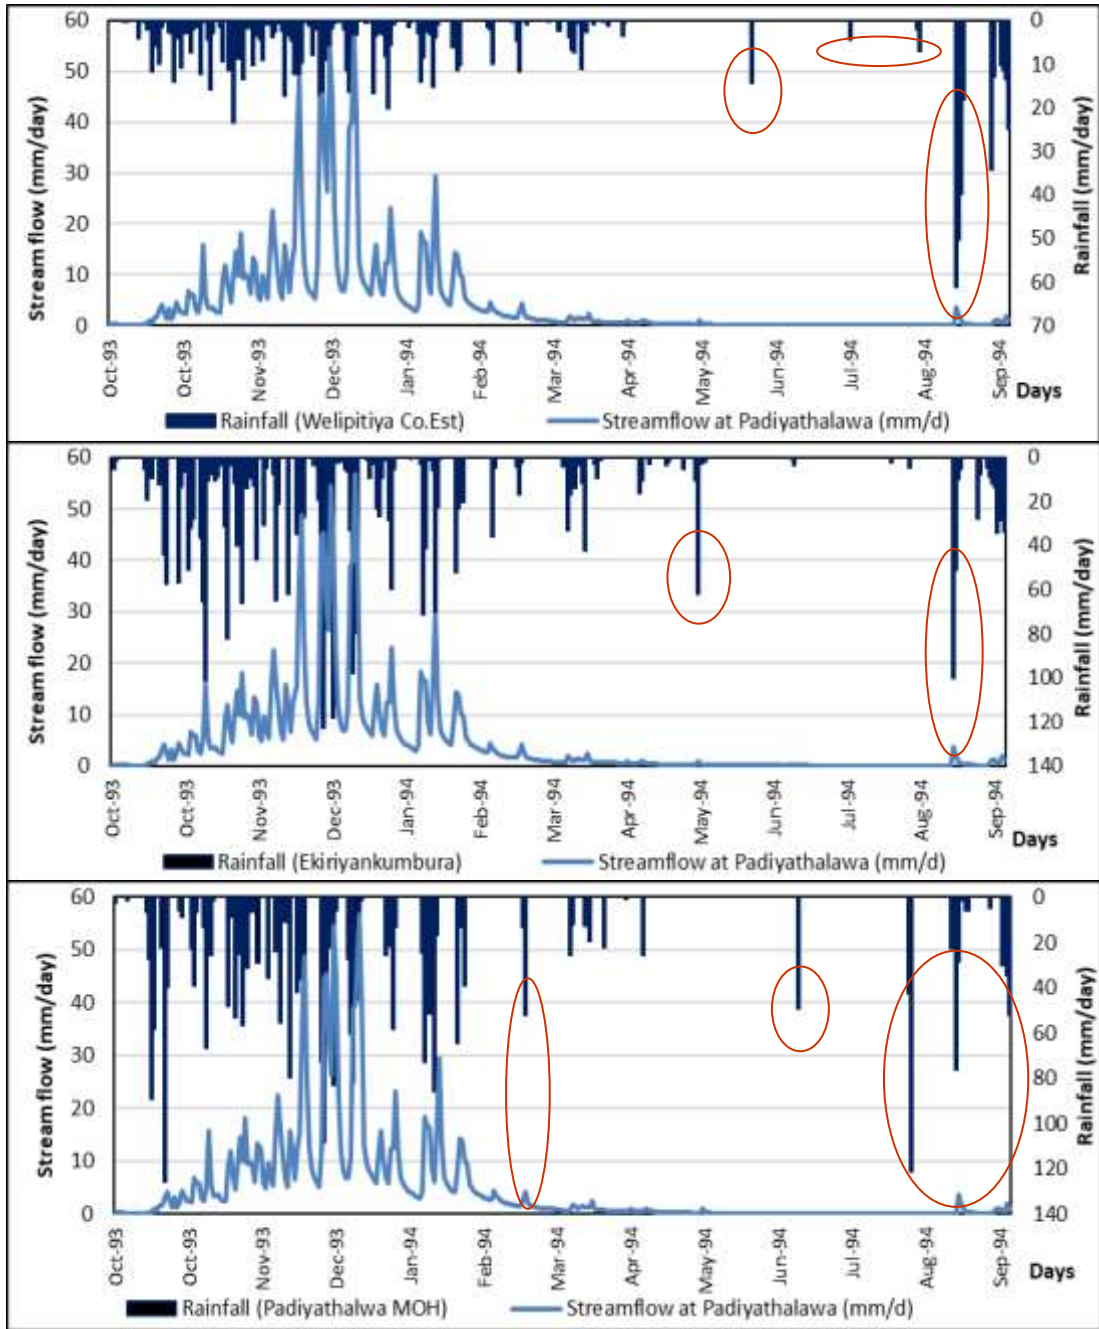 60
50
40
30
20
10
0
Stream flow (mm/day)
0
10
20
30
40
50
60
70
Rainfall (mm/day)
Oct-93
Oct-93
Nov-93
Dec-93
Jan-94
Feb-94
Mar-94
Apr-94
May-94
Jun-94
Jul-94
Aug-94
Sep-94
Days
Rainfall (Welipitiya Co.Est) Streamflow at Padiyathalawa (mm/d)
60
50
40
30
20
10
0
Stream flow (mm/day)
0
20
40
60
80
100
120
140
Rainfall (mm/day)
Oct-93
Oct-93
Nov-93
Dec-93
Jan-94
Feb-94
Mar-94
Apr-94
May-94
Jun-94
Jul-94
Aug-94
Sep-94
Days
Rainfall (Ekiriyankumbura) Streamflow at Padiyathalawa (mm/d)
60
50
40
30
20
10
0
Stream flow (mm/day)
0
20
40
60
80
100
120
140
Rainfall (mm/day)
Oct-93
Oct-93
Nov-93
Dec-93
Jan-94
Feb-94
Mar-94
Apr-94
May-94
Jun-94
Jul-94
Aug-94
Sep-94
Days
Rainfall (Padiyathalwa MOH) Streamflow at Padiyathalawa (mm/d)